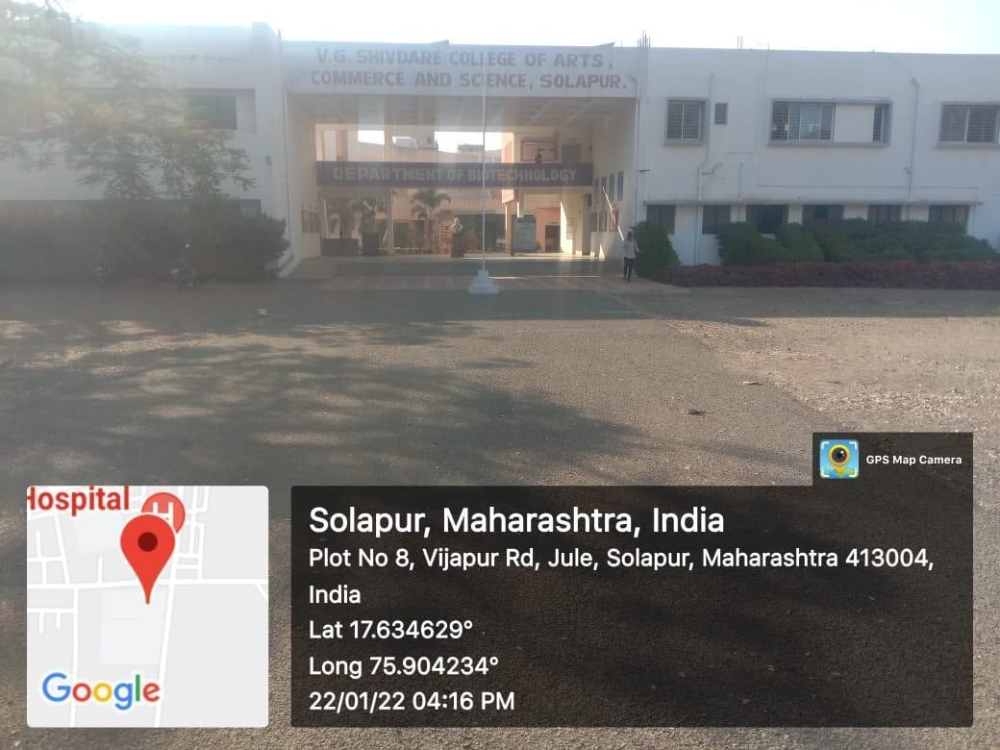 V.G. SHIVDARE COLLEGE OF ARTS,
COMMERCE AND SCIENCE, SOLAPUR.
DEPARTMENT OF BIOTECHNOLOGY
GPS Map Camera
Hospital
H
Google
Solapur, Maharashtra, India
Plot No 8, Vijapur Rd, Jule, Solapur, Maharashtra 413004,
India
Lat 17.634629°
Long 75.904234°
22/01/22 04:16 PM